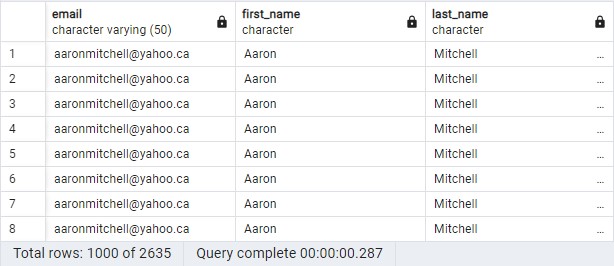 email first_name last_name
character varying (50) character character
1 aaronmitchell@yahoo.ca Aaron Mitchell ...
2 aaronmitchell@yahoo.ca Aaron Mitchell ...
3 aaronmitchell@yahoo.ca Aaron Mitchell ...
4 aaronmitchell@yahoo.ca Aaron Mitchell ...
5 aaronmitchell@yahoo.ca Aaron Mitchell ...
6 aaronmitchell@yahoo.ca Aaron Mitchell ...
7 aaronmitchell@yahoo.ca Aaron Mitchell ...
8 aaronmitchell@yahoo.ca Aaron Mitchell ...
Total rows: 1000 of 2635 Query complete 00:00:00.287